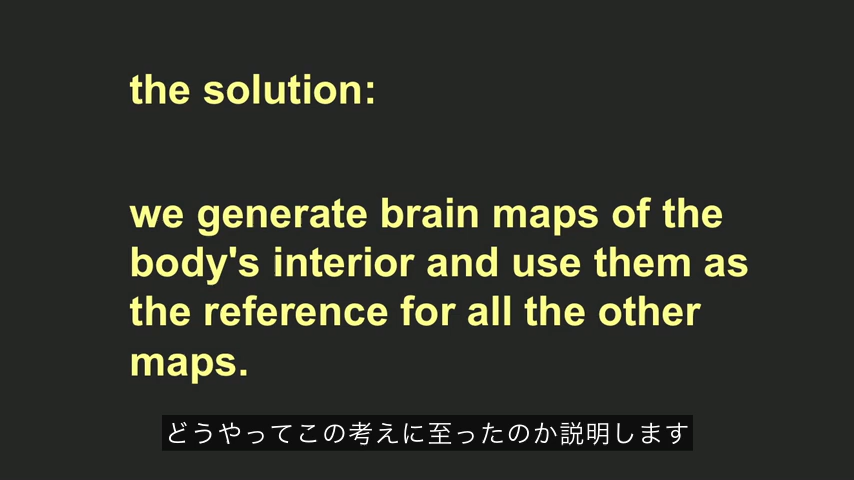 the solution:
we generate brain maps of the
body's interior and use them as
the reference for all the other
maps.
どうやってこの考えに至ったのか説明します